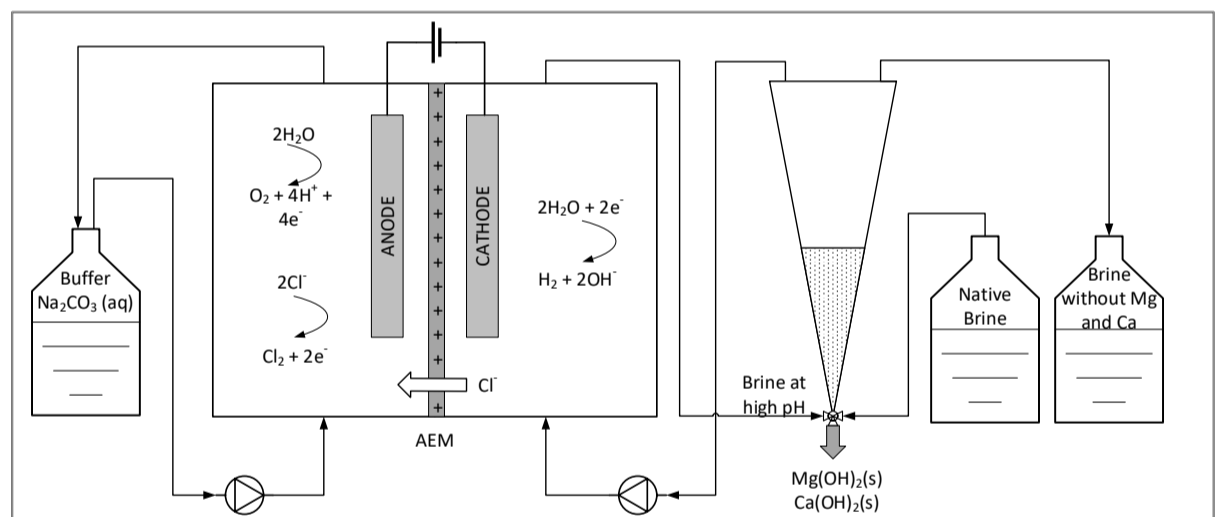 Buffer
Na₂CO₃ (aq)
2H₂O
O₂ + 4H⁺ +
4e⁻
2Cl⁻
Cl₂ + 2e⁻
ANODE
+
+
+
+
+
+
+
+
+
+
+
+
+
+
CATHODE
2H₂O + 2e⁻
H₂ + 2OH⁻
Cl⁻
AEM
Brine at
high pH
Mg(OH)₂(s)
Ca(OH)₂(s)
Native
Brine
Brine
without Mg
and Ca